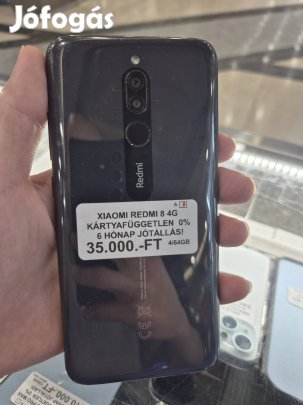 Jófogás
Redmi
A
XIAOMI REDMI 8 4G
KÁRTYAFÜGGETLEN 0%
6 HÓNAP JÓTÁLLÁS!
35.000.-FT 4/64GB